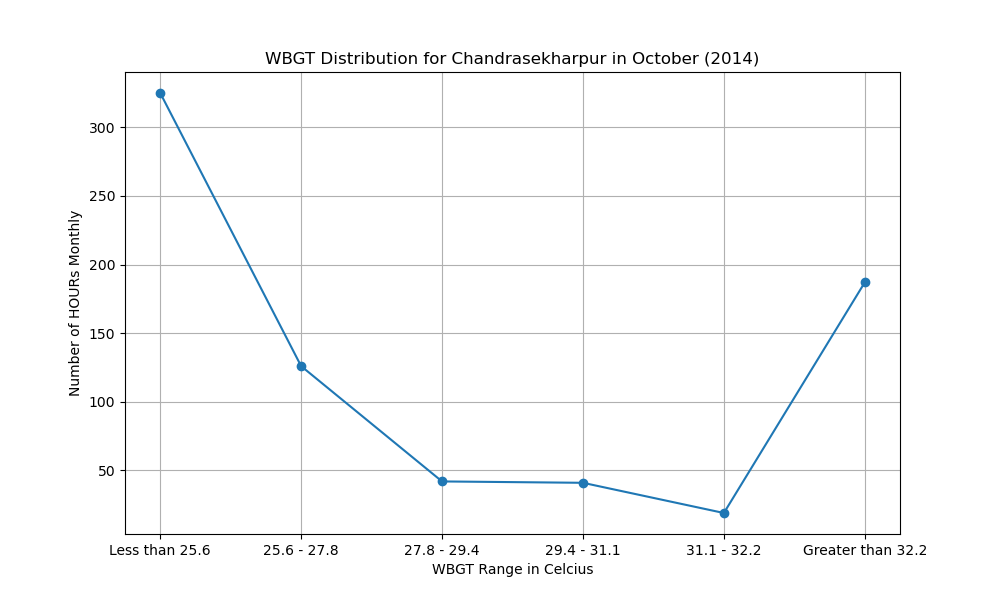 WBGT Distribution for Chandrasekharpur in October (2014)
Number of HOURs Monthly
300
250
200
150
100
50
Less than 25.6
25.6 - 27.8
27.8 - 29.4
29.4 - 31.1
31.1 - 32.2
Greater than 32.2
WBGT Range in Celcius